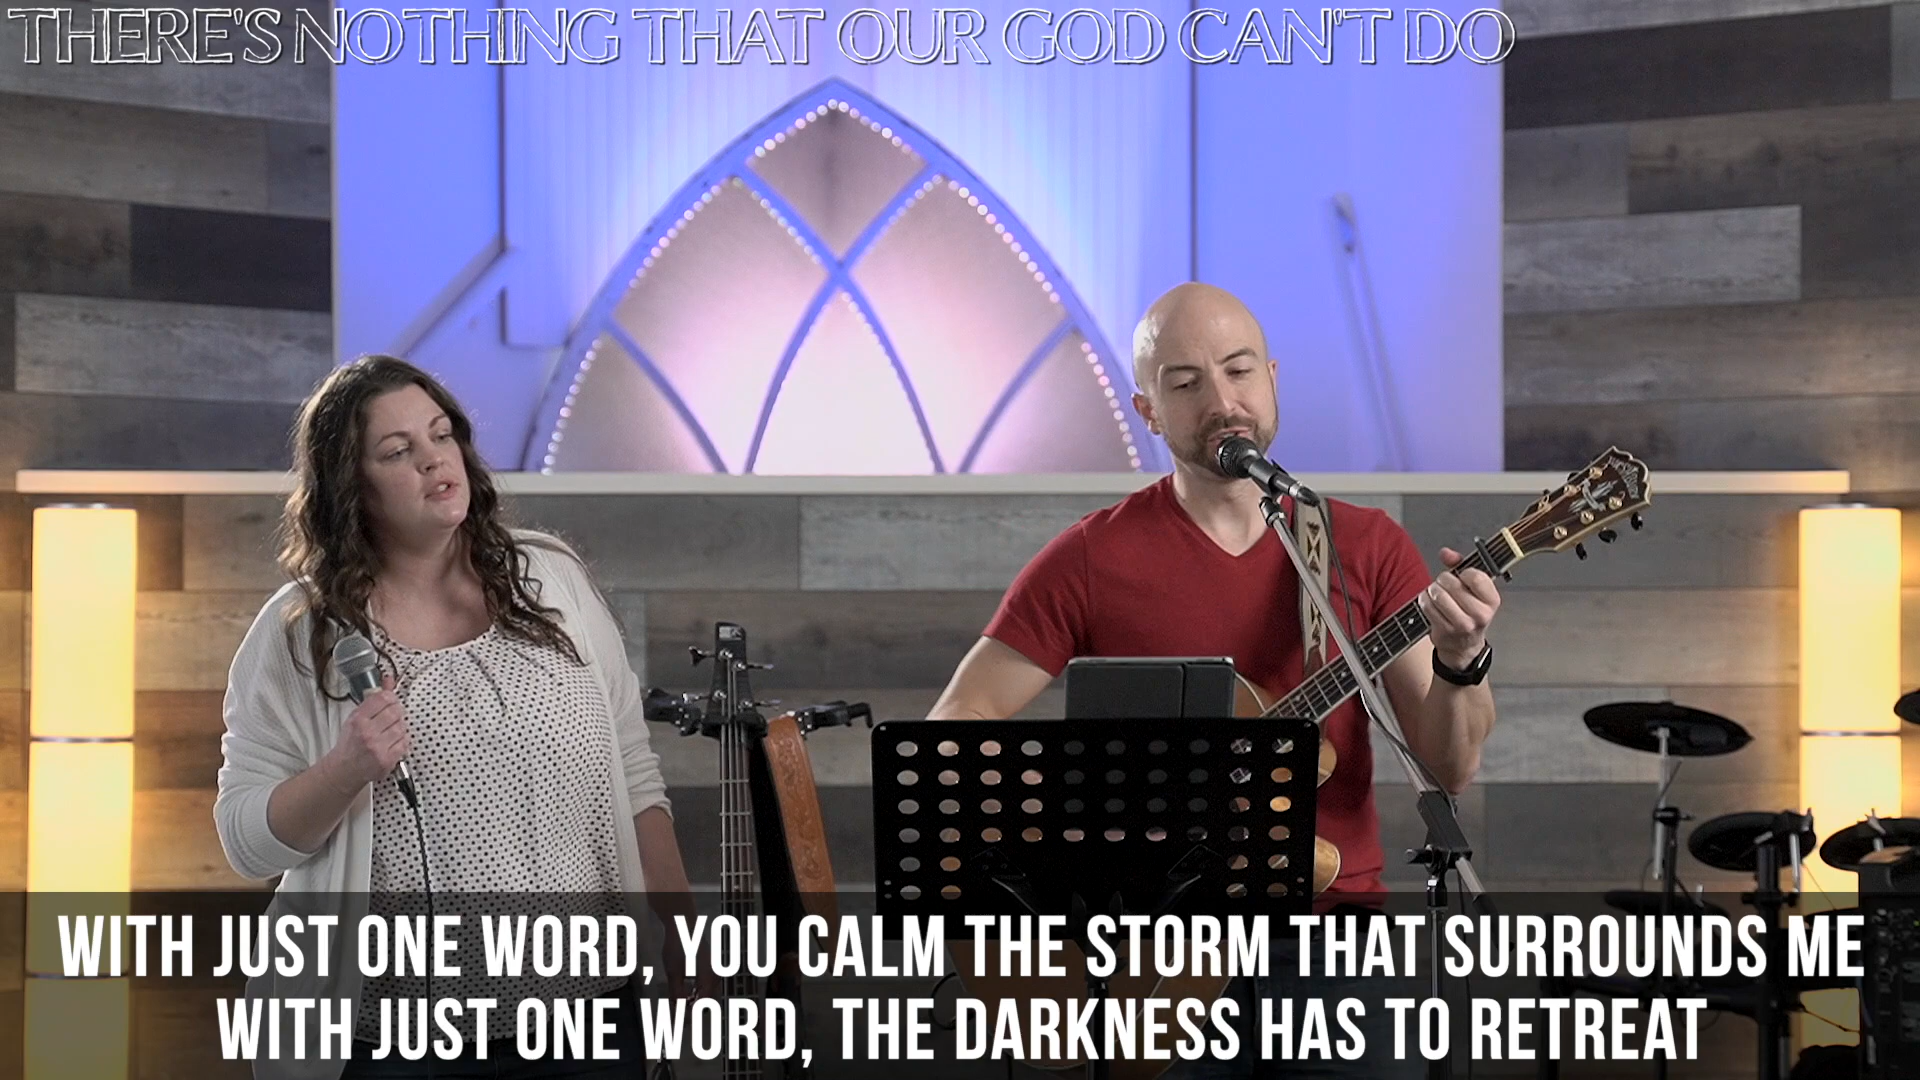 THERE'S NOTHING THAT OUR GOD CAN'T DO
WITH JUST ONE WORD, YOU CALM THE STORM THAT SURROUNDS ME
WITH JUST ONE WORD, THE DARKNESS HAS TO RETREAT